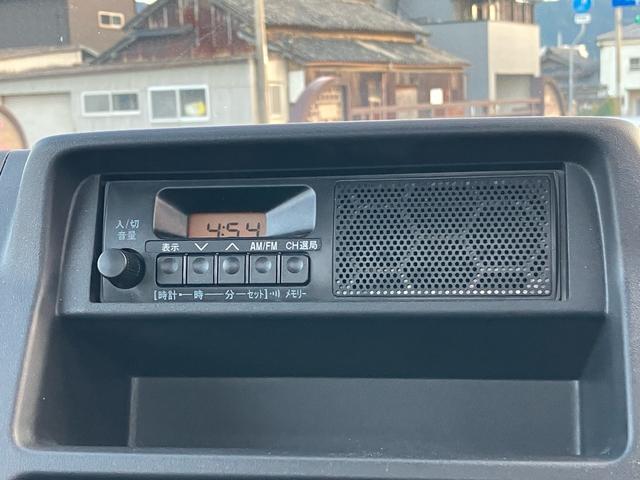 4:54
入/切
音量
表示 AM/FM CH選局
[時計▸ 時 分 セット] メモリー